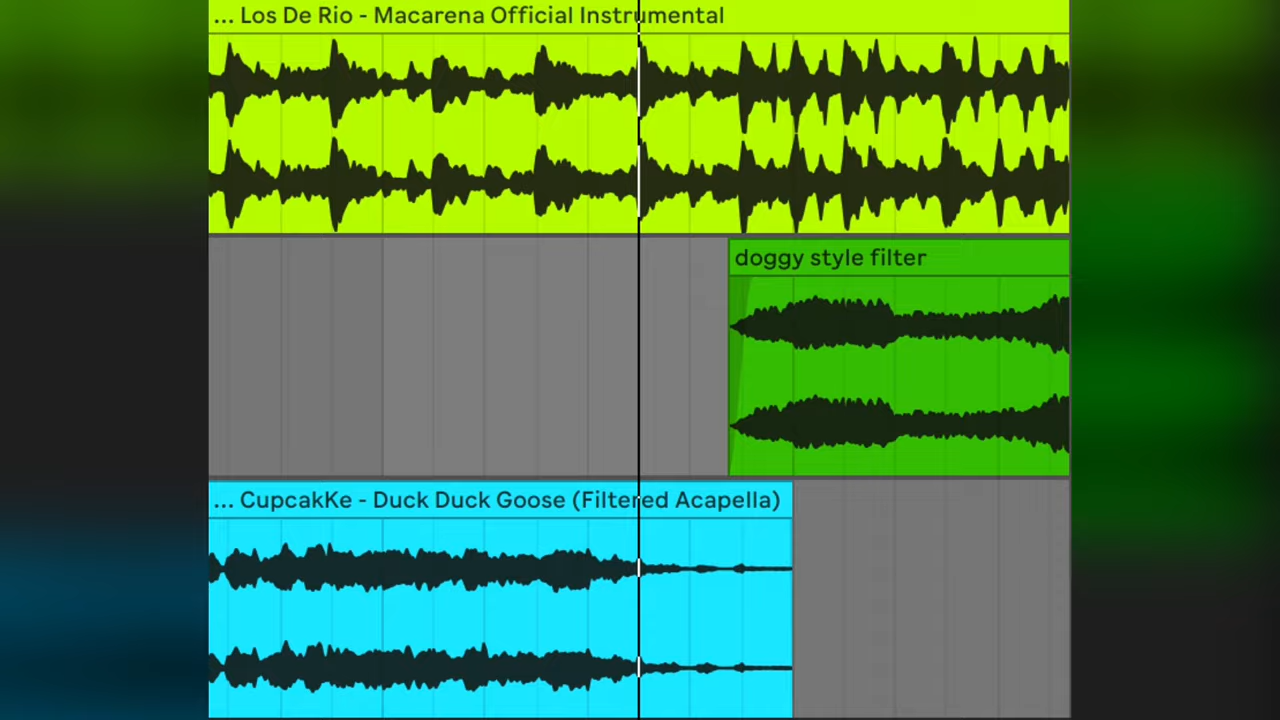 ... Los De Rio - Macarena Official Instrumental
doggy style filter
... CupcakKe - Duck Duck Goose (Filtered Acapella)